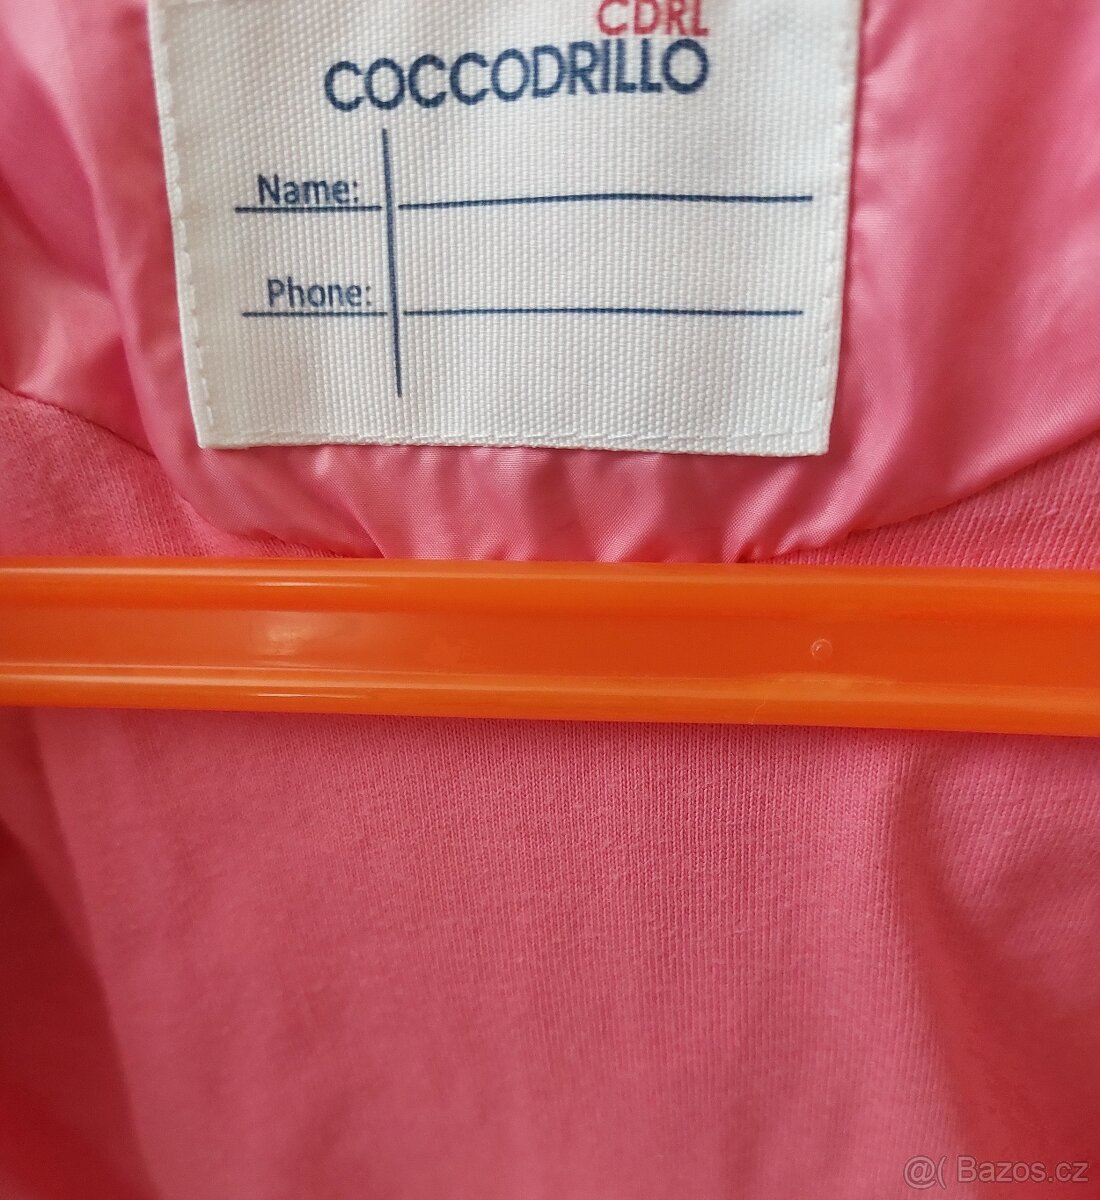 CDRL
COCCODRILLO
Name:
Phone:
@( Bazos.cz